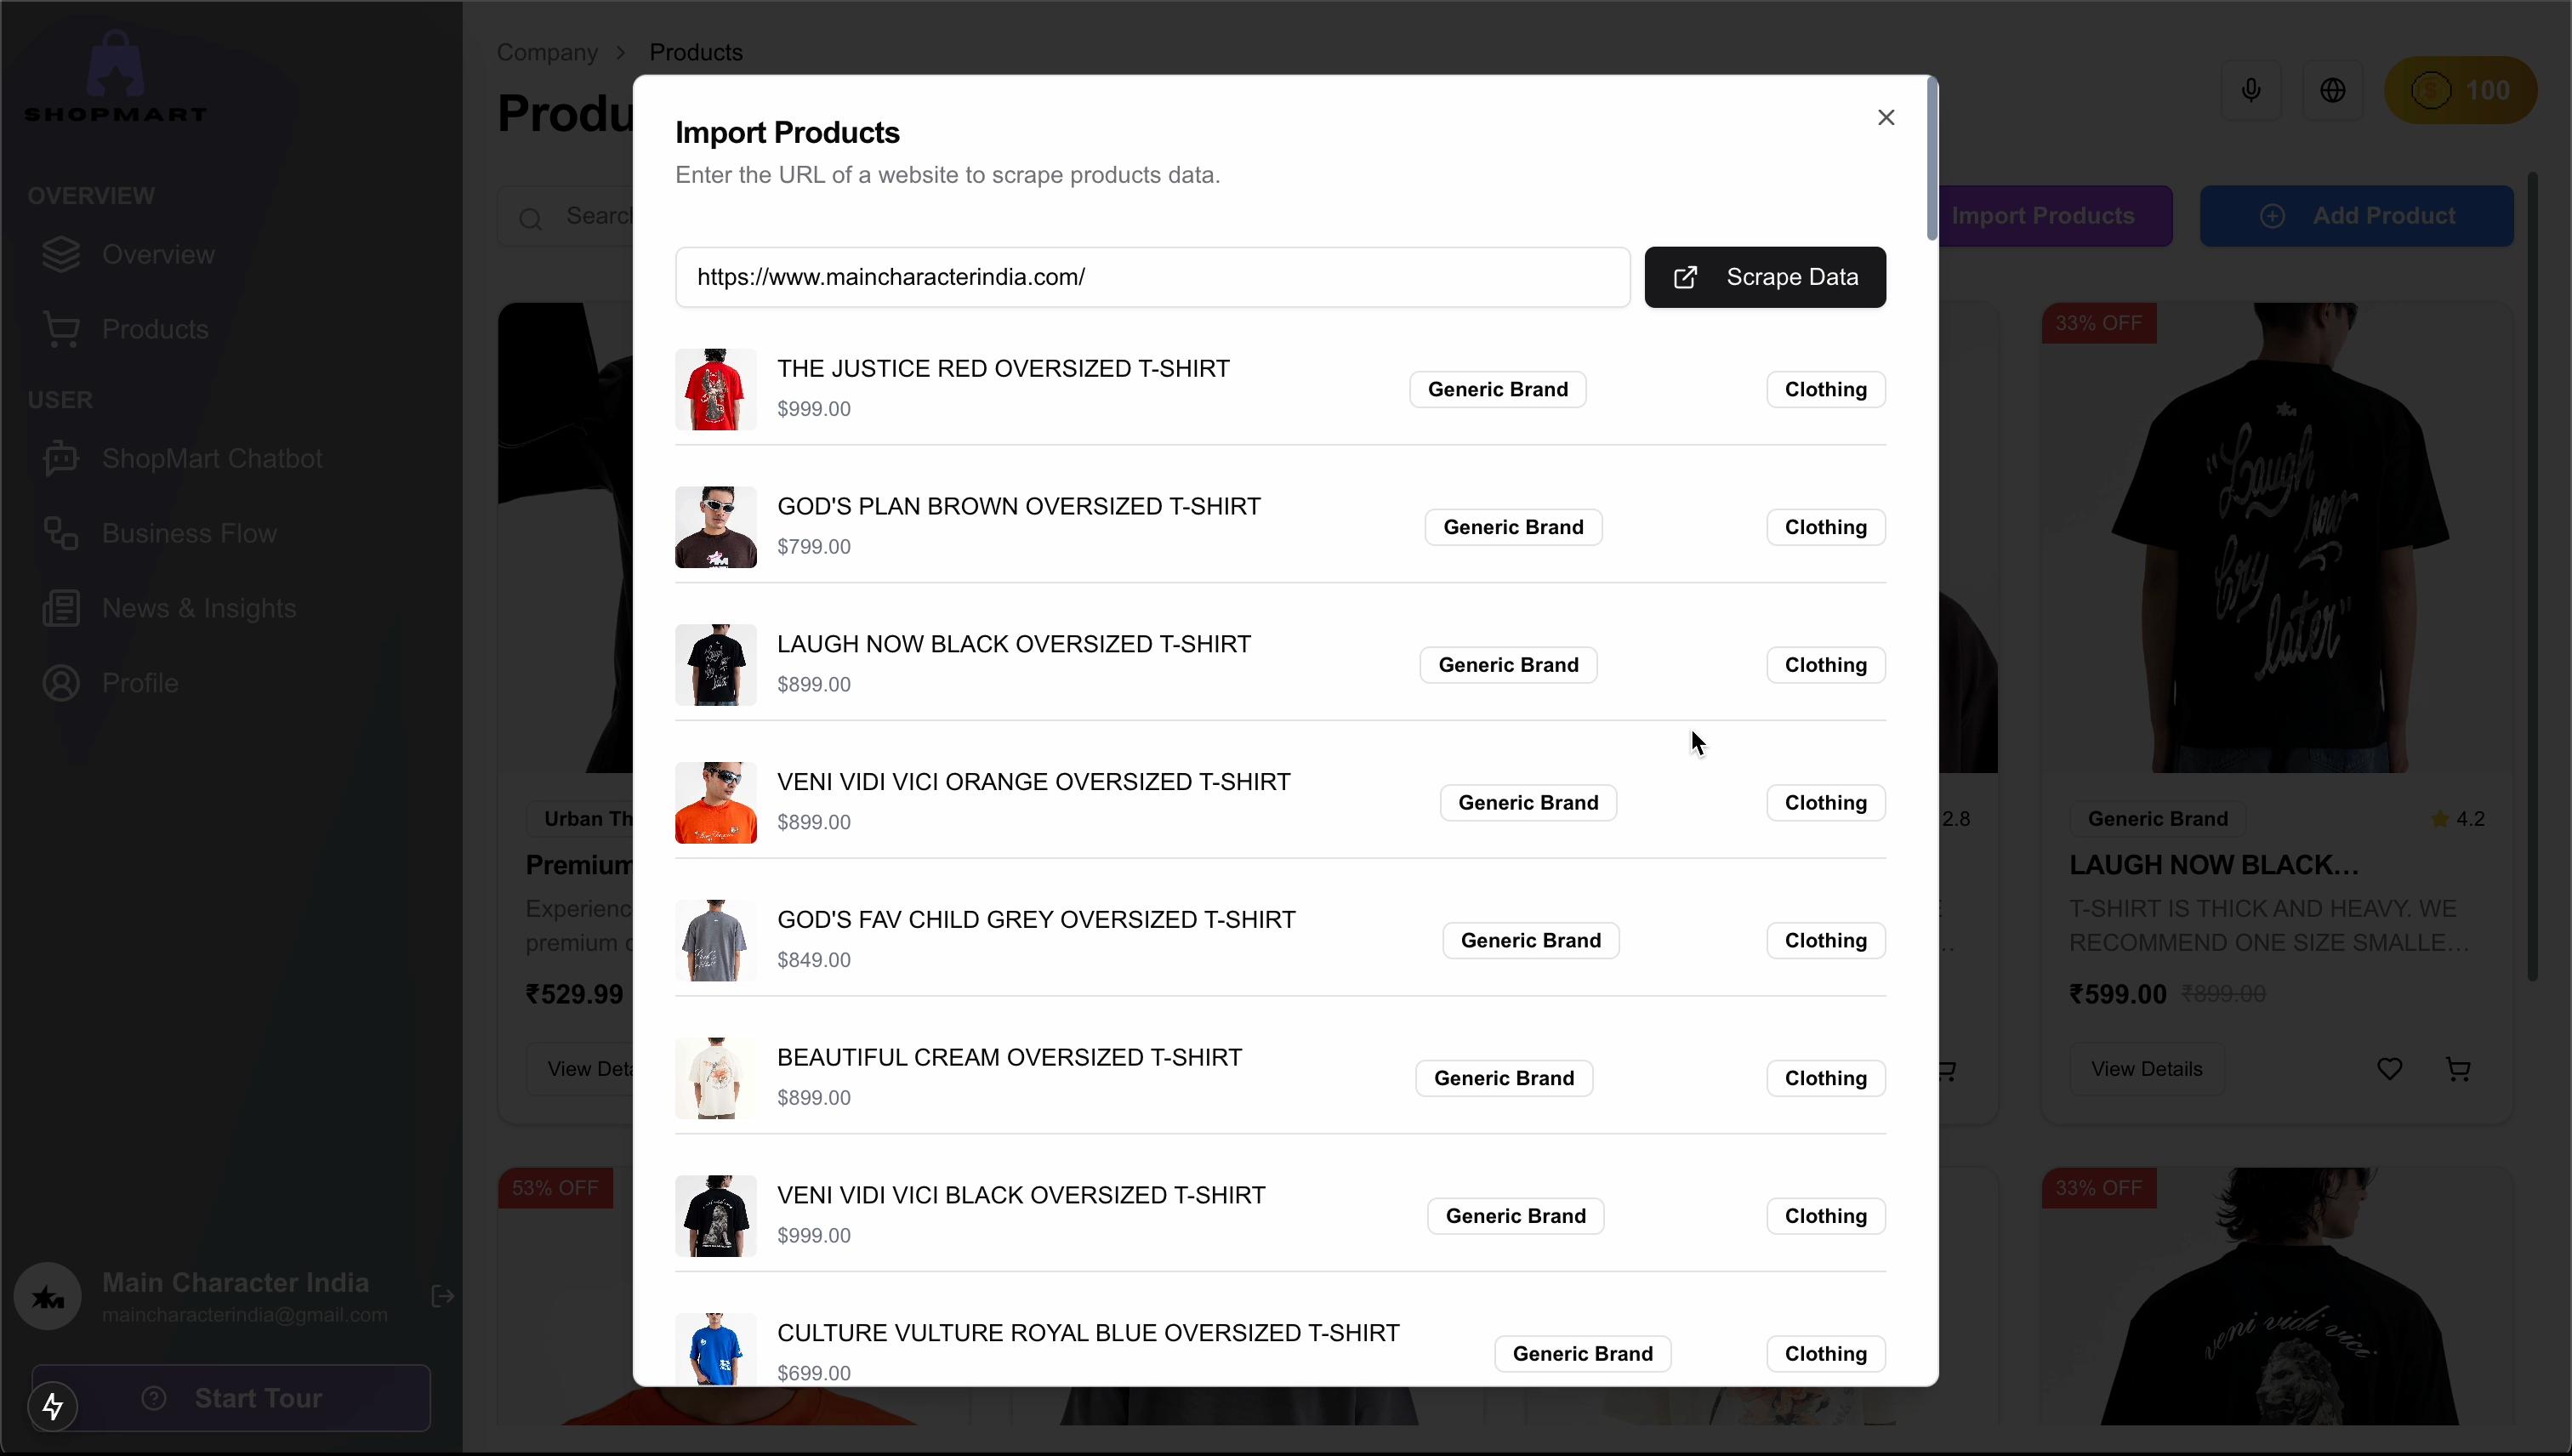 SHOPMART
OVERVIEW
Overview
Products
USER
ShopMart Chatbot
Business Flow
News & Insights
Profile
Main Character India
maincharacterindia@gmail.com
Start Tour
Company > Products
Produ
100
Searc
Import Products
Add Product
Import Products
Enter the URL of a website to scrape products data.
https://www.maincharacterindia.com/
Scrape Data
THE JUSTICE RED OVERSIZED T-SHIRT
$999.00
Generic Brand
Clothing
GOD'S PLAN BROWN OVERSIZED T-SHIRT
$799.00
Generic Brand
Clothing
LAUGH NOW BLACK OVERSIZED T-SHIRT
$899.00
Generic Brand
Clothing
VENI VIDI VICI ORANGE OVERSIZED T-SHIRT
$899.00
Generic Brand
Clothing
GOD'S FAV CHILD GREY OVERSIZED T-SHIRT
$849.00
Generic Brand
Clothing
BEAUTIFUL CREAM OVERSIZED T-SHIRT
$899.00
Generic Brand
Clothing
VENI VIDI VICI BLACK OVERSIZED T-SHIRT
$999.00
Generic Brand
Clothing
CULTURE VULTURE ROYAL BLUE OVERSIZED T-SHIRT
$699.00
Generic Brand
Clothing
Urban Th
Premium
Experienc
premium
₹529.99
View Deta
2.8
33% OFF
"Laugh
now
Cry
later"
Generic Brand
4.2
LAUGH NOW BLACK...
T-SHIRT IS THICK AND HEAVY. WE
RECOMMEND ONE SIZE SMALLE...
₹599.00 ₹899.00
View Details
53% OFF
33% OFF
veni vidi vici